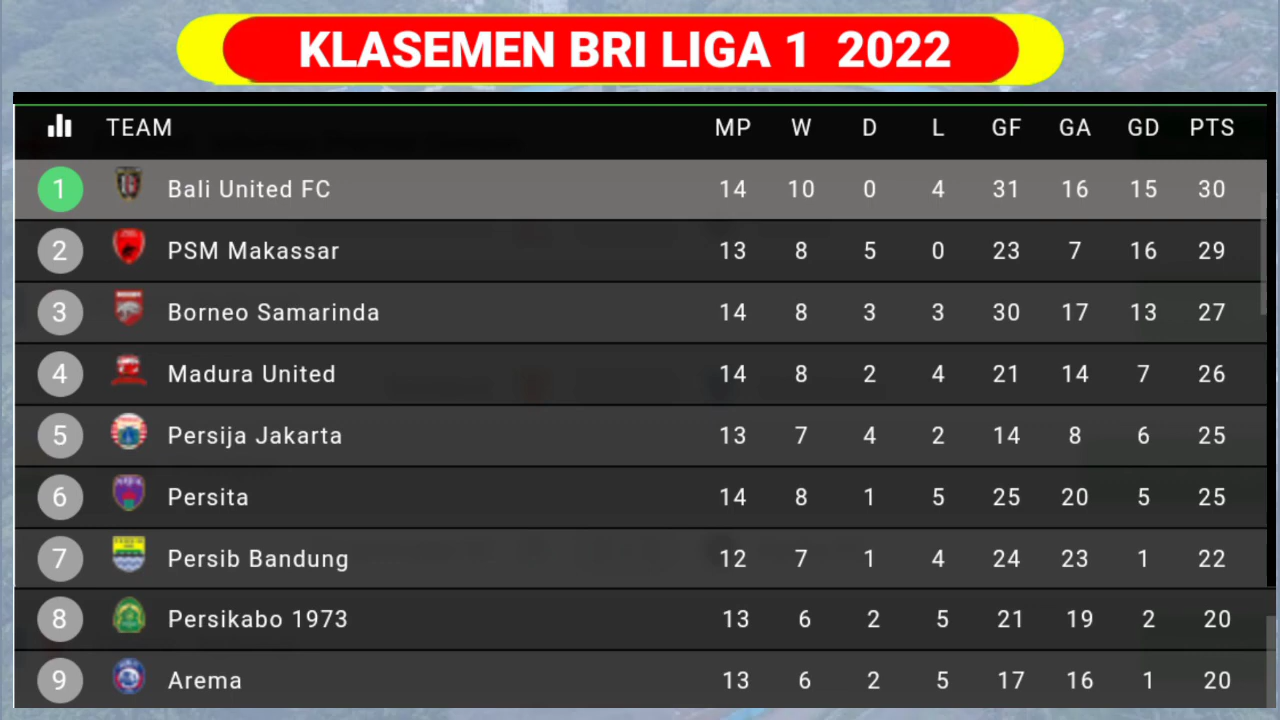 KLASEMEN BRI LIGA 1 2022
TEAM MP W D L GF GA GD PTS
1 Bali United FC 14 10 0 4 31 16 15 30
2 PSM Makassar 13 8 5 0 23 7 16 29
3 Borneo Samarinda 14 8 3 3 30 17 13 27
4 Madura United 14 8 2 4 21 14 7 26
5 Persija Jakarta 13 7 4 2 14 8 6 25
6 Persita 14 8 1 5 25 20 5 25
7 Persib Bandung 12 7 1 4 24 23 1 22
8 Persikabo 1973 13 6 2 5 21 19 2 20
9 Arema 13 6 2 5 17 16 1 20